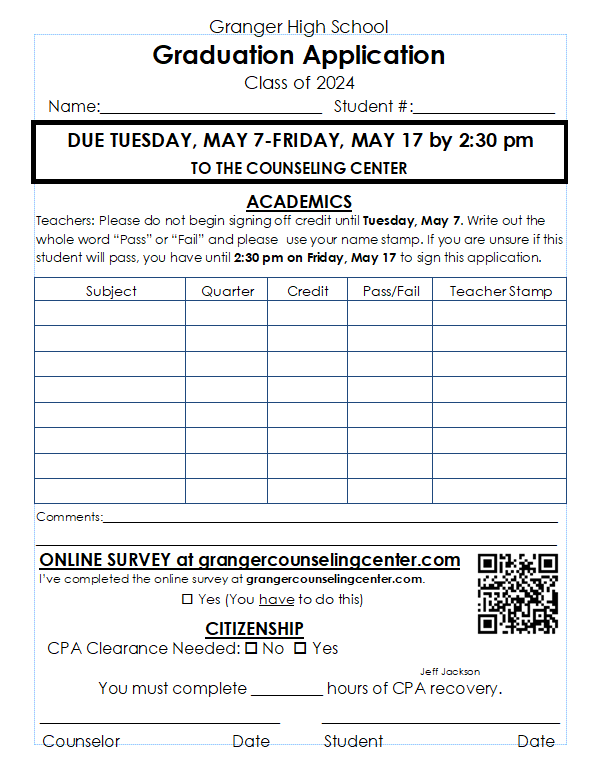 Granger High School
Graduation Application
Class of 2024
Name:______________________ Student #:______________
DUE TUESDAY, MAY 7-FRIDAY, MAY 17 by 2:30 pm
TO THE COUNSELING CENTER
ACADEMICS
Teachers: Please do not begin signing off credit until Tuesday, May 7. Write out the
whole word “Pass” or “Fail” and please use your name stamp. If you are unsure if this
student will pass, you have until 2:30 pm on Friday, May 17 to sign this application.
Subject Quarter Credit Pass/Fail Teacher Stamp
Comments:____________________________________________
ONLINE SURVEY at grangercounselingcenter.com
I’ve completed the online survey at grangercounselingcenter.com.
☐ Yes (You have to do this)
CITIZENSHIP
CPA Clearance Needed: ☐ No ☐ Yes
Jeff Jackson
You must complete ________ hours of CPA recovery.
Counselor Date Student Date